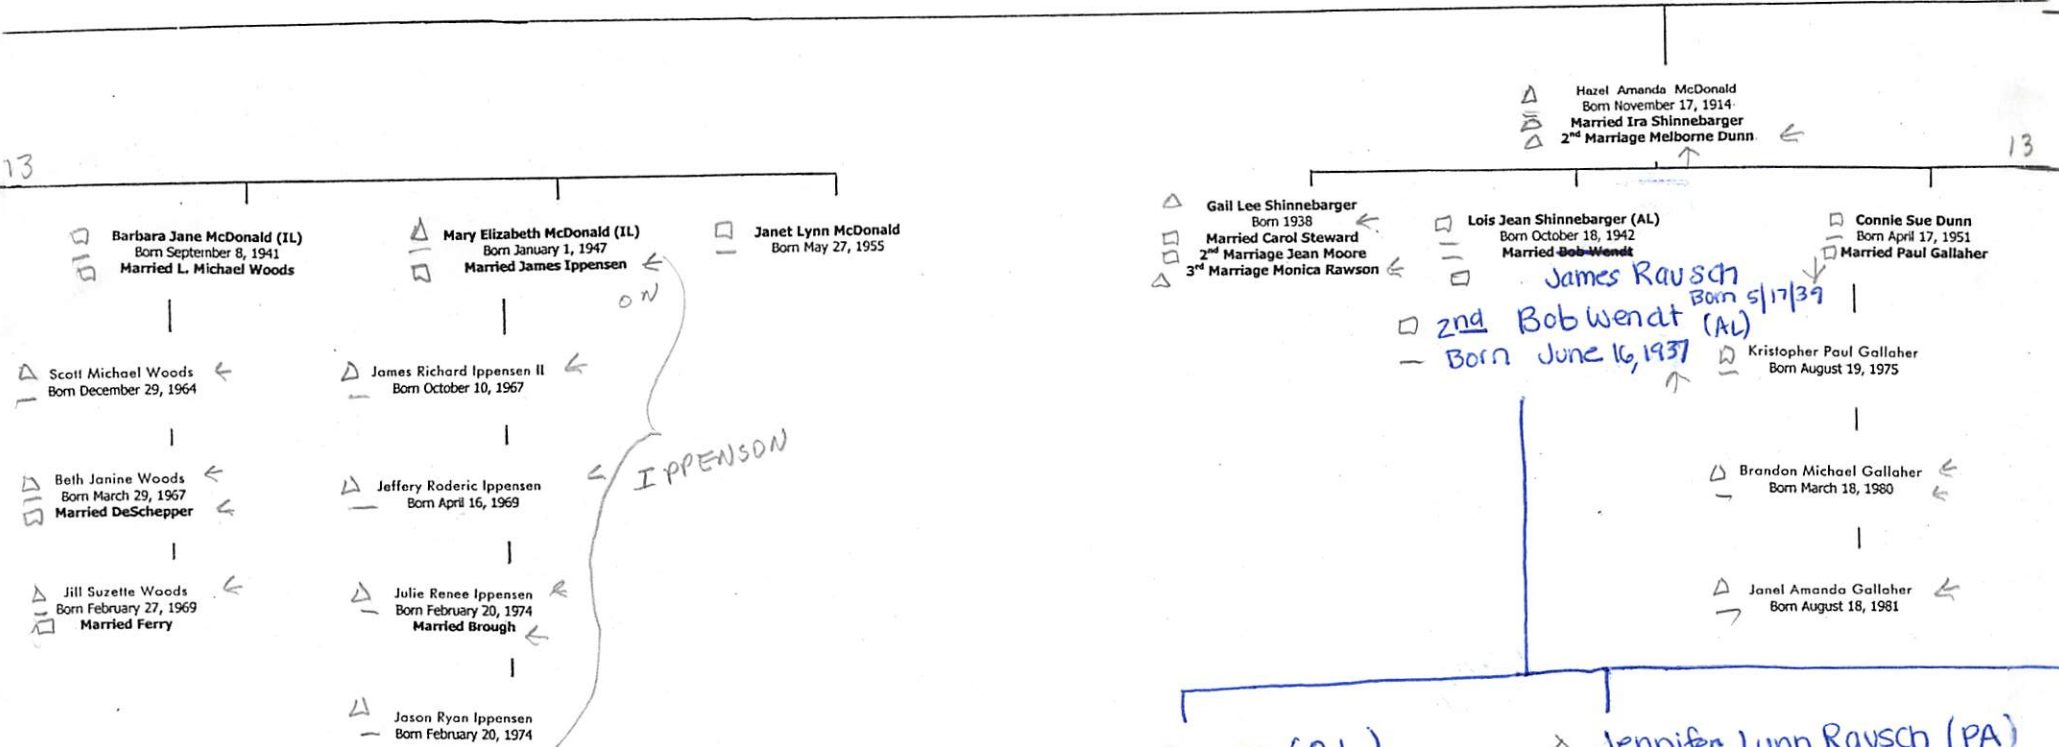 Hazel Amanda McDonald
Born November 17, 1914
Married Ira Shinnebarger
2nd Marriage Melborne Dunn
13
13
Barbara Jane McDonald (IL)
Born September 8, 1941
Married L. Michael Woods
Scott Michael Woods
Born December 29, 1964
Beth Janine Woods
Born March 29, 1967
Married DeSchepper
Jill Suzette Woods
Born February 27, 1969
Married Ferry
Mary Elizabeth McDonald (IL)
Born January 1, 1947
Married James Ippensen
ON
James Richard Ippensen II
Born October 10, 1967
Jeffery Roderic Ippensen
Born April 16, 1969
IPPENSON
Julie Renee Ippensen
Born February 20, 1974
Married Brough
Jason Ryan Ippensen
Born February 20, 1974
Janet Lynn McDonald
Born May 27, 1955
Gail Lee Shinnebarger
Born 1938
Married Carol Steward
2nd Marriage Jean Moore
3rd Marriage Monica Rawson
Lois Jean Shinnebarger (AL)
Born October 18, 1942
Married Bob Wendt
James Rausch
Born 5/17/39
2nd Bob Wendt (AL)
Born June 16, 1937
Connie Sue Dunn
Born April 17, 1951
Married Paul Gallaher
Kristopher Paul Gallaher
Born August 19, 1975
Brandon Michael Gallaher
Born March 18, 1980
Janel Amanda Gallaher
Born August 18, 1981
Jennifer Lynn Rausch (PA)